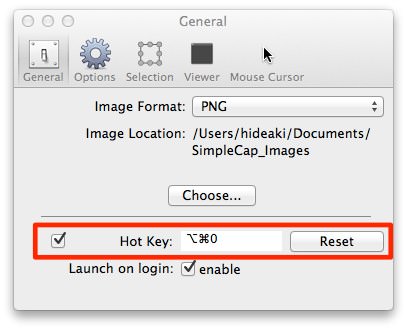 General
General
Options
Selection
Viewer
Mouse Cursor
Image Format: PNG
Image Location: /Users/hideaki/Documents/
SimpleCap_Images
Choose...
Hot Key: ⌥⌘0 Reset
Launch on login: enable